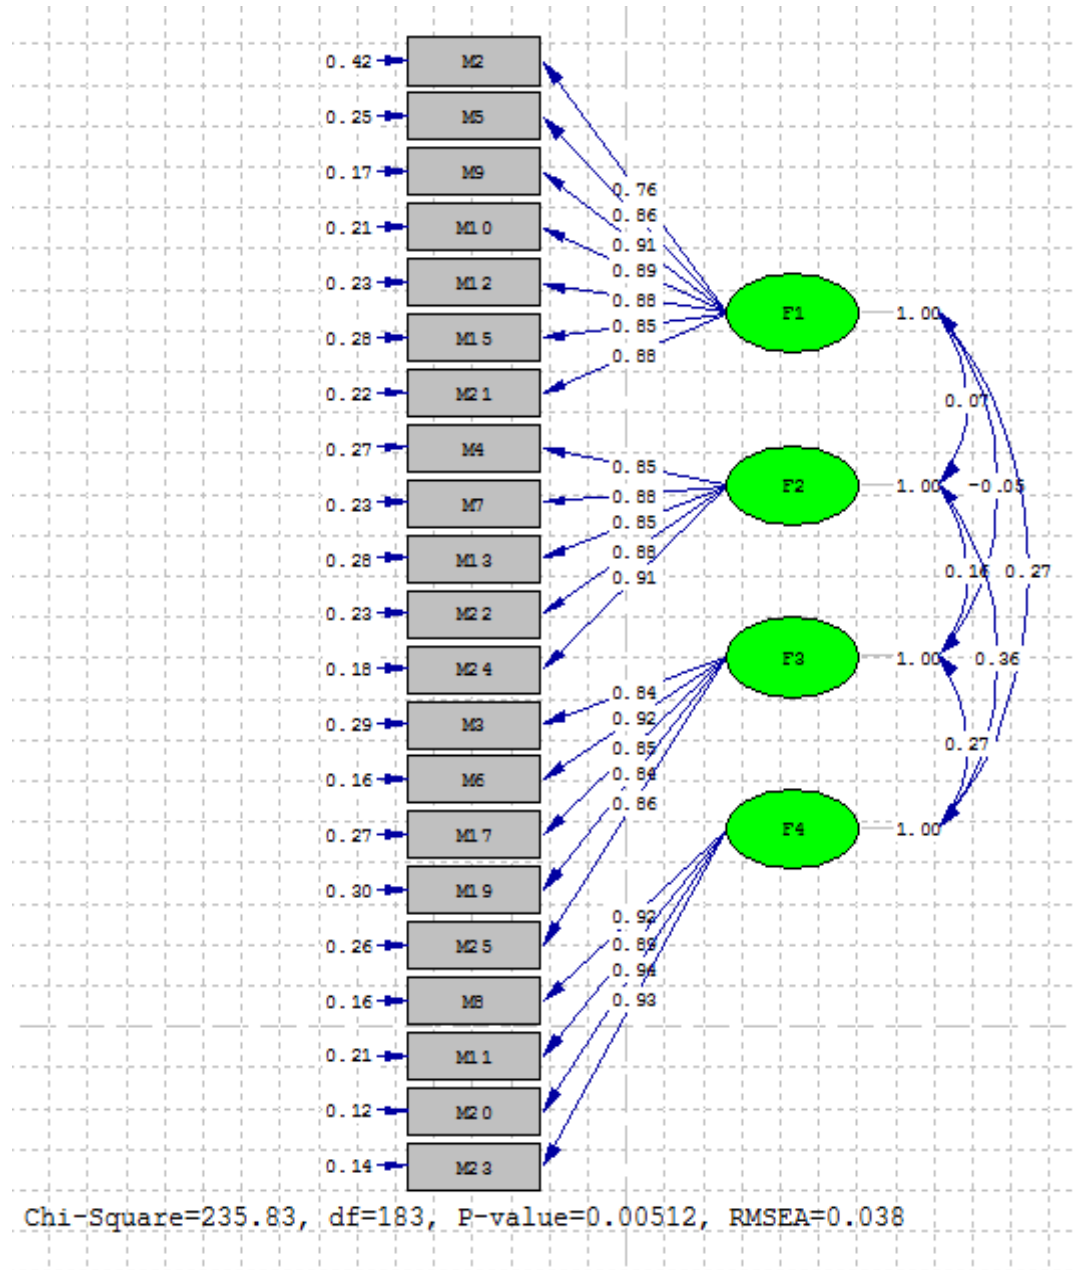 0.42 M2
0.25 M5
0.17 M9
0.76
0.86
0.21 M10
0.91
0.89
0.23 M12
0.88
F1 1.00
0.85
0.28 M15
0.88
0.22 M21
0.07
0.27 M4
0.85
F2 1.00 -0.05
0.88
0.23 M7
0.85
0.88
0.28 M13
0.16 0.27
0.91
0.23 M22
0.18 M24
F3 1.00 0.36
0.84
0.29 M3
0.92
0.85
0.27
0.16 M6
0.84
0.86
0.27 M17
F4 1.00
0.30 M19
0.92
0.26 M25
0.89
0.94
0.16 M8
0.93
0.21 M11
0.12 M20
0.14 M23
Chi-Square=235.83, df=183, P-value=0.00512, RMSEA=0.038